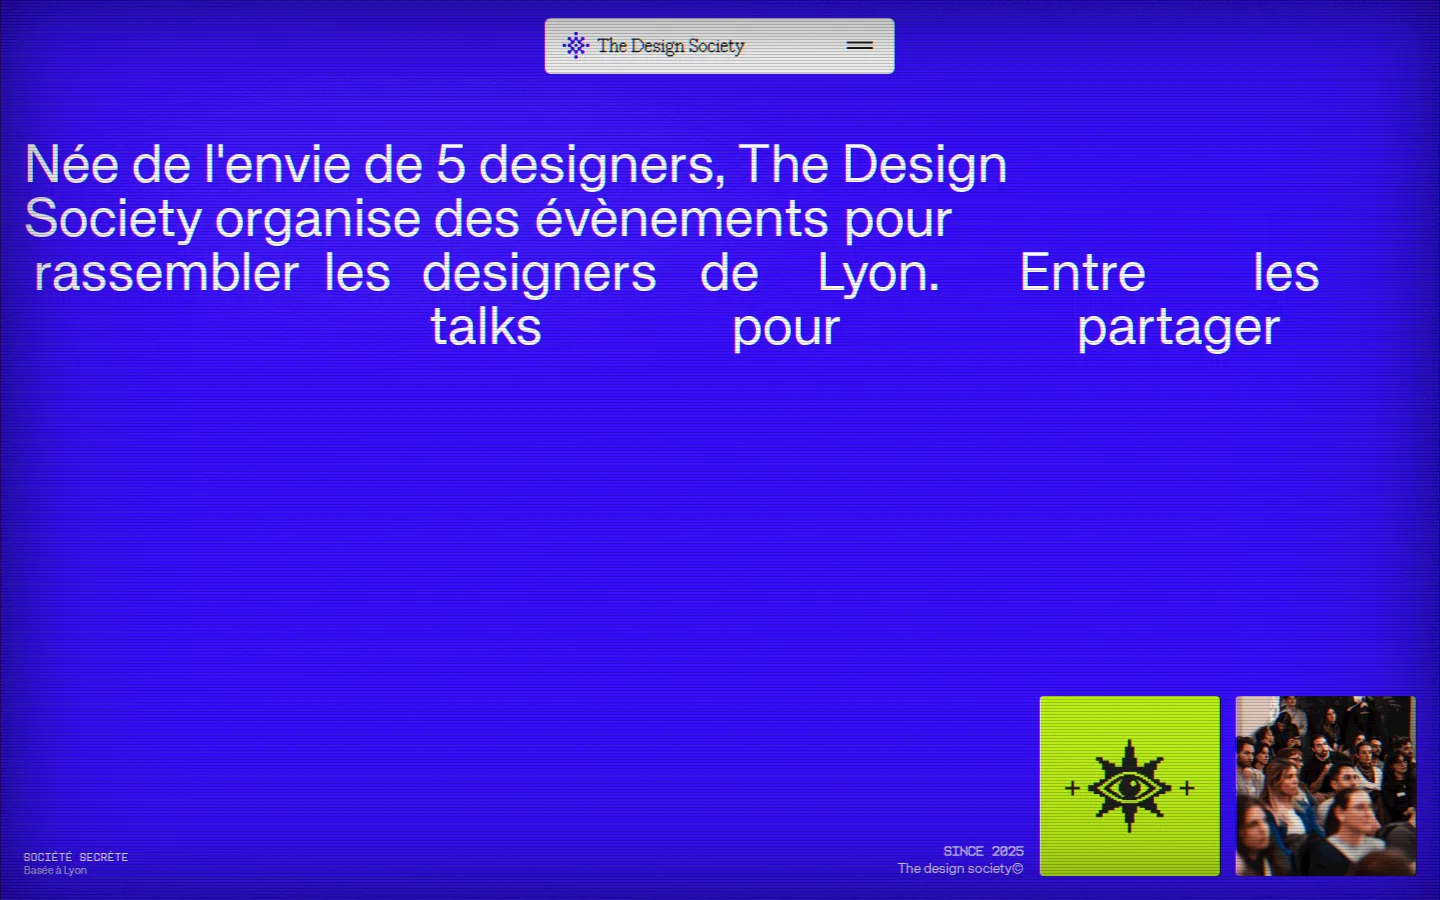 The Design Society
Née de l'envie de 5 designers, The Design
Society organise des évènements pour
rassembler les designers de Lyon. Entre les
talks pour partager
SOCIÉTÉ SECRÈTE
Basée à Lyon
SINCE 2025
The design society©